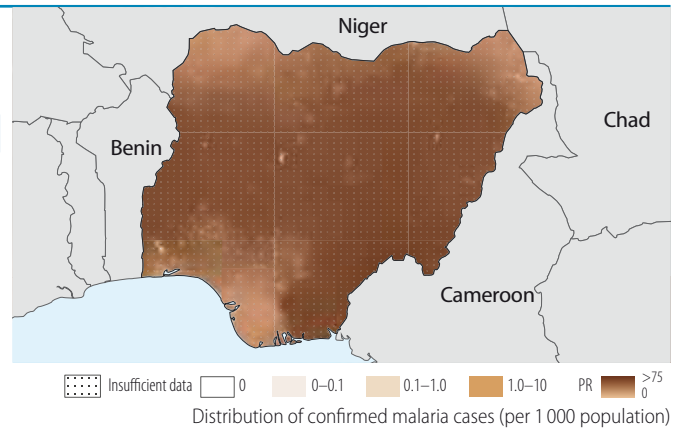 Niger
Chad
Benin
Cameroon
Insufficient data 0 0–0.1 0.1–1.0 1.0–10 PR >75
0
Distribution of confirmed malaria cases (per 1 000 population)